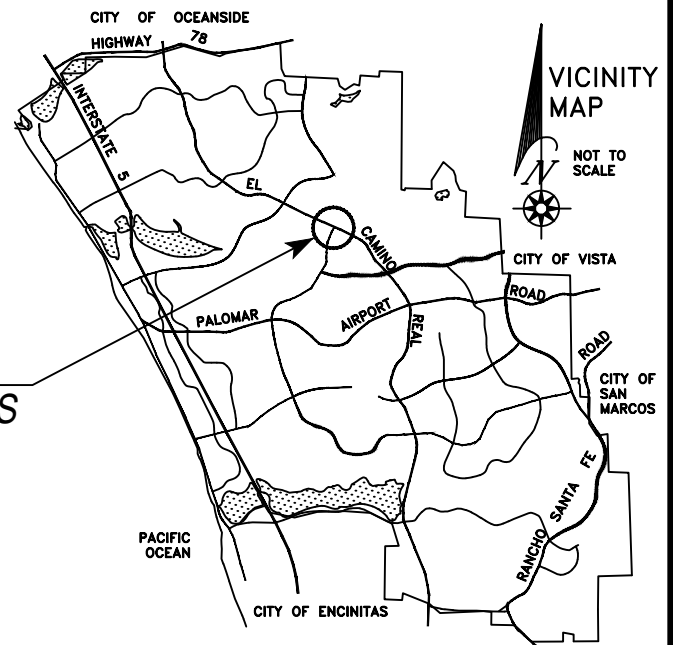 CITY OF OCEANSIDE
HIGHWAY 78
VICINITY
MAP
NOT TO
SCALE
N
INTERSTATE 5
EL CAMINO REAL
CITY OF VISTA
PALOMAR AIRPORT ROAD
ROAD
CITY OF
SAN
MARCOS
S
RANCHO SANTA FE
PACIFIC
OCEAN
CITY OF ENCINITAS